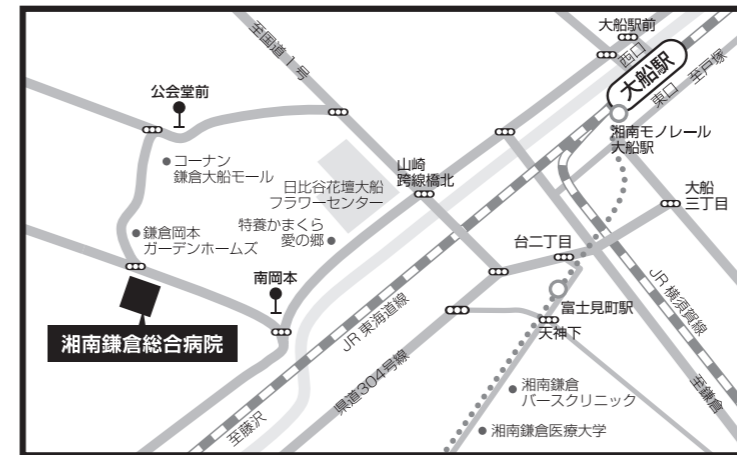 大船駅前
至国道1号
西口
大船駅
東口
至戸塚
公会堂前
湘南モノレール
大船駅
コーナン
鎌倉大船モール
山崎
跨線橋北
日比谷花壇大船
フラワーセンター
大船
三丁目
特養かまくら
愛の郷
鎌倉岡本
ガーデンホームズ
台二丁目
南岡本
JR東海道線
JR横須賀線
富士見町駅
天神下
湘南鎌倉総合病院
県道304号線
湘南鎌倉
バースクリニック
至鎌倉
至藤沢
湘南鎌倉医療大学